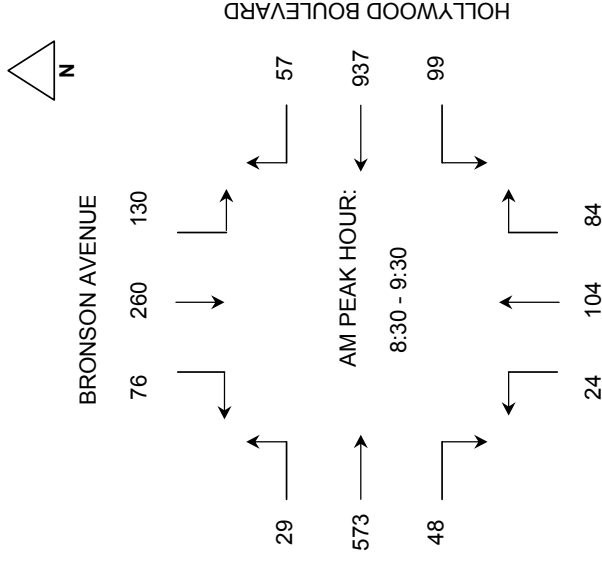 HOLLYWOOD BOULEVARD
N
BRONSON AVENUE
76 260 130
29
573
48
57
937
99
AM PEAK HOUR:
8:30 - 9:30
24 104 84